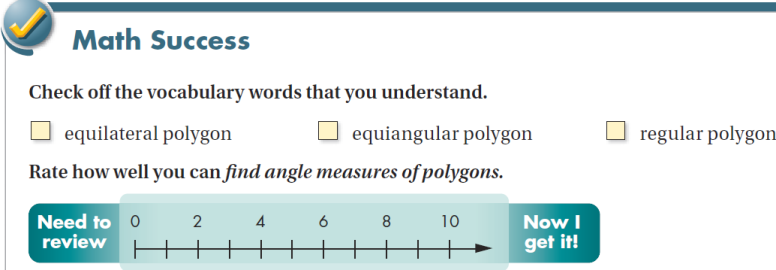 Math Success
Check off the vocabulary words that you understand.
equilateral polygon equiangular polygon regular polygon
Rate how well you can find angle measures of polygons.
Need to review 0 2 4 6 8 10 Now I get it!